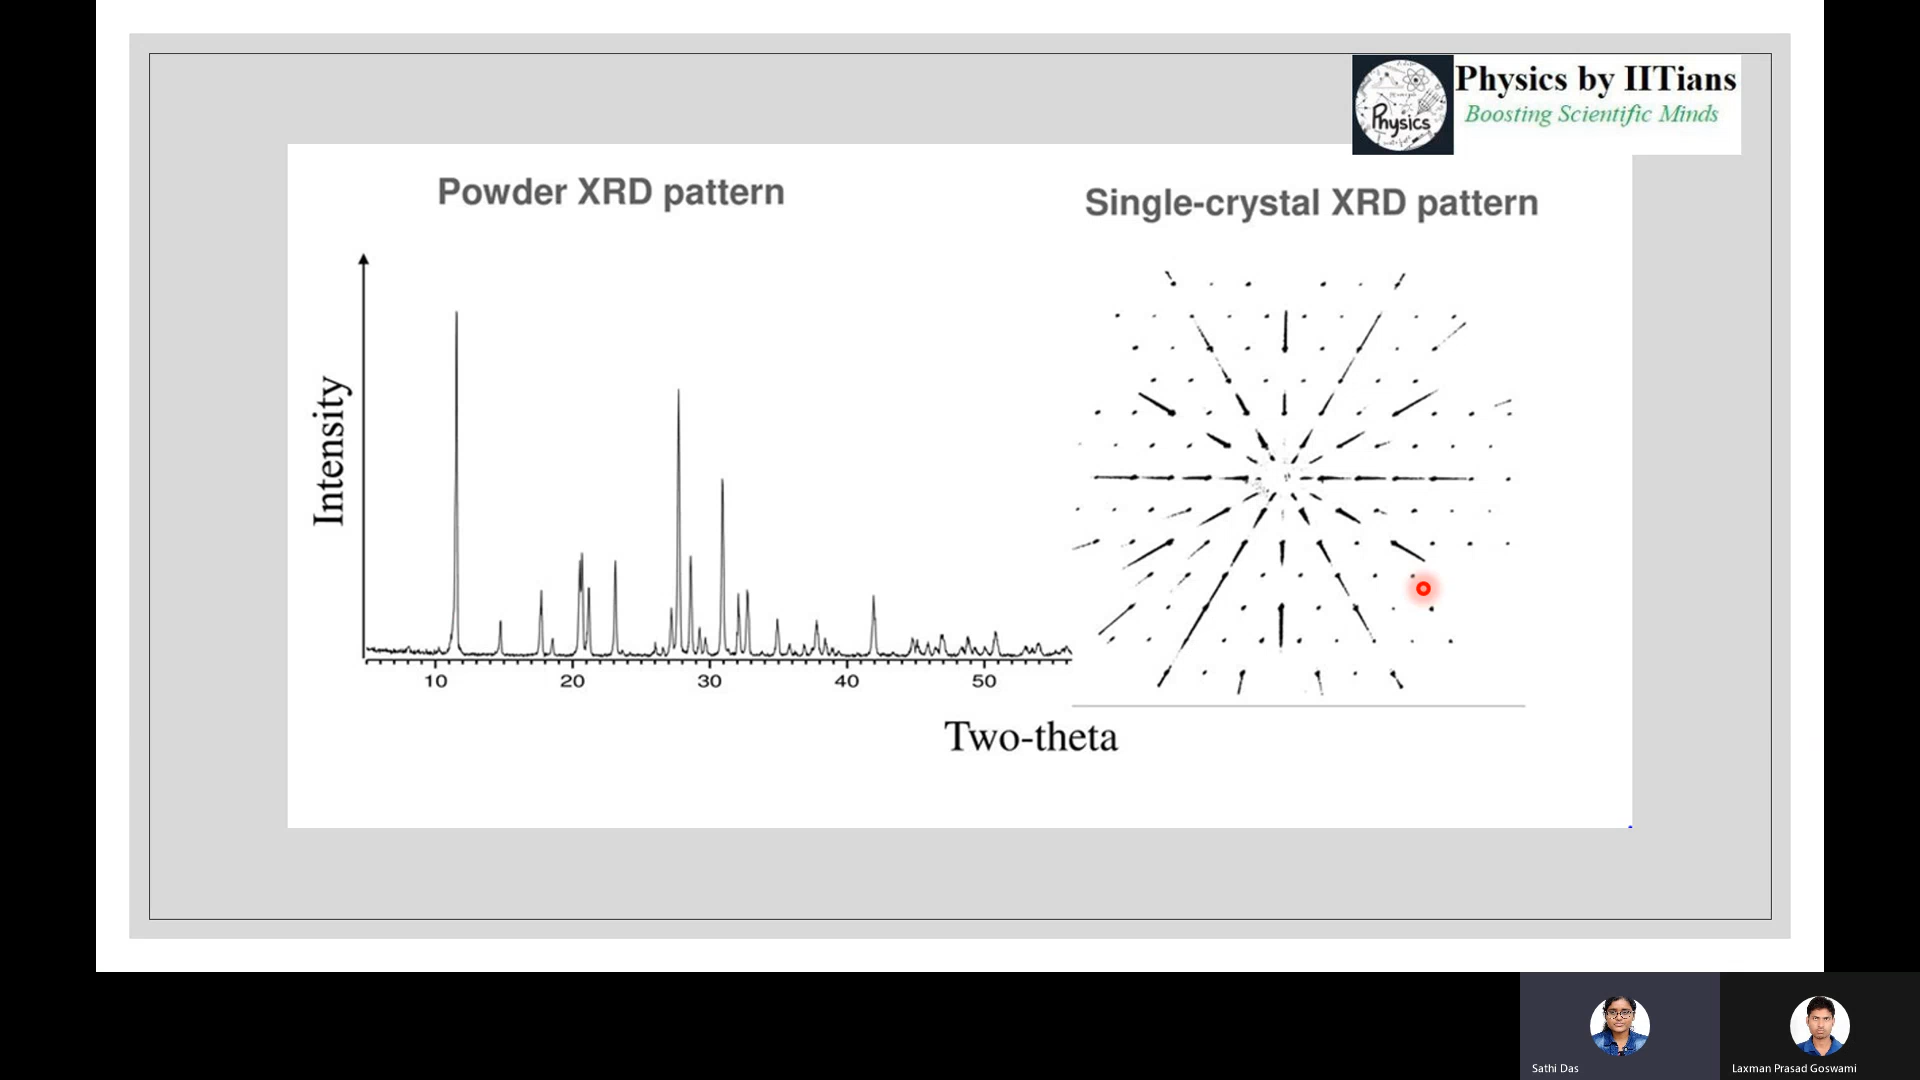 Physics
Physics by IITians
Boosting Scientific Minds
Powder XRD pattern
Single-crystal XRD pattern
Intensity
10 20 30 40 50
Two-theta
Sathi Das
Laxman Prasad Goswami